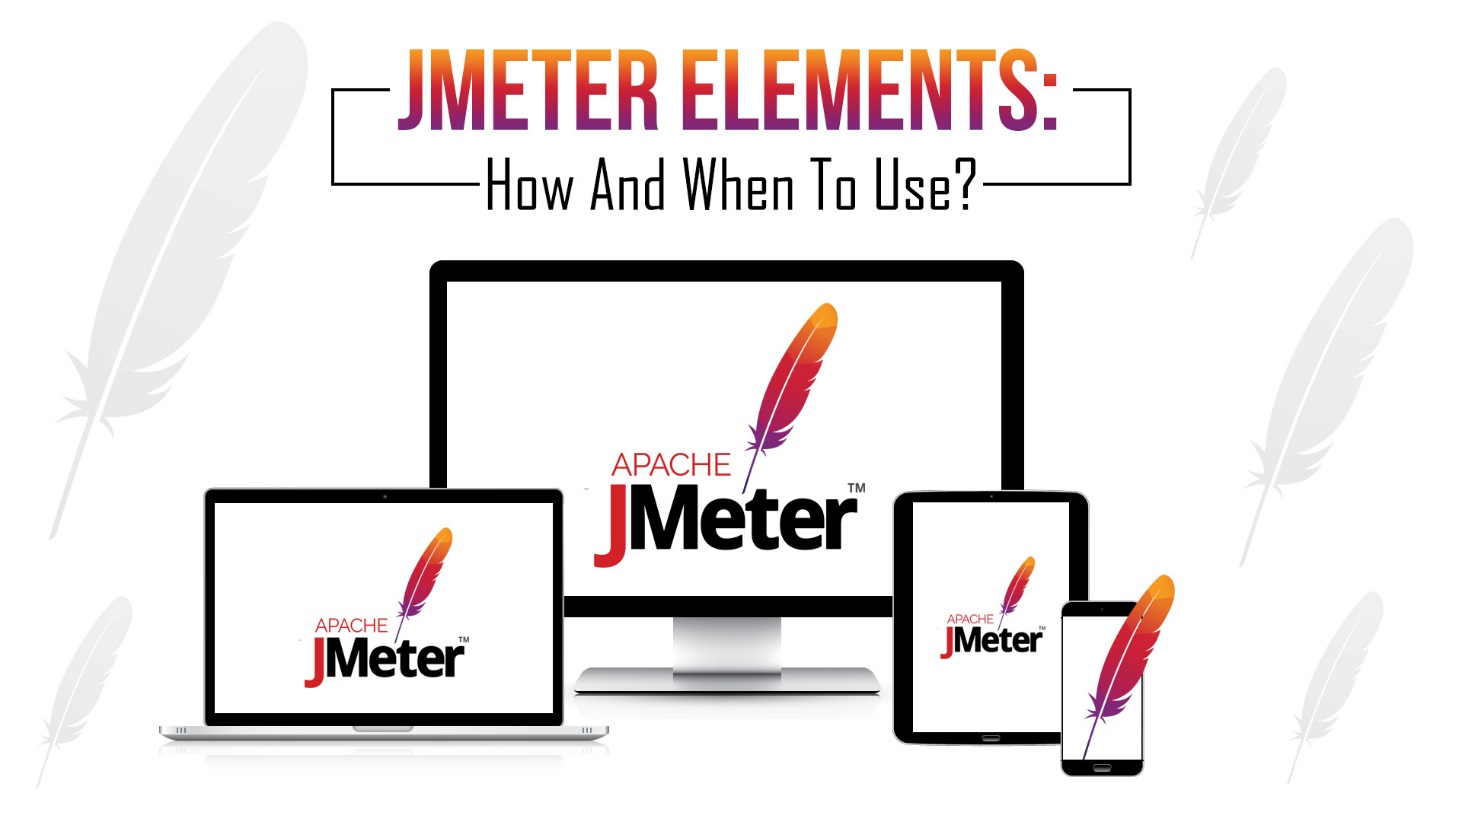 JMETER ELEMENTS:
How And When To Use?
APACHE
JMeter™
APACHE
JMeter™
APACHE
JMeter™